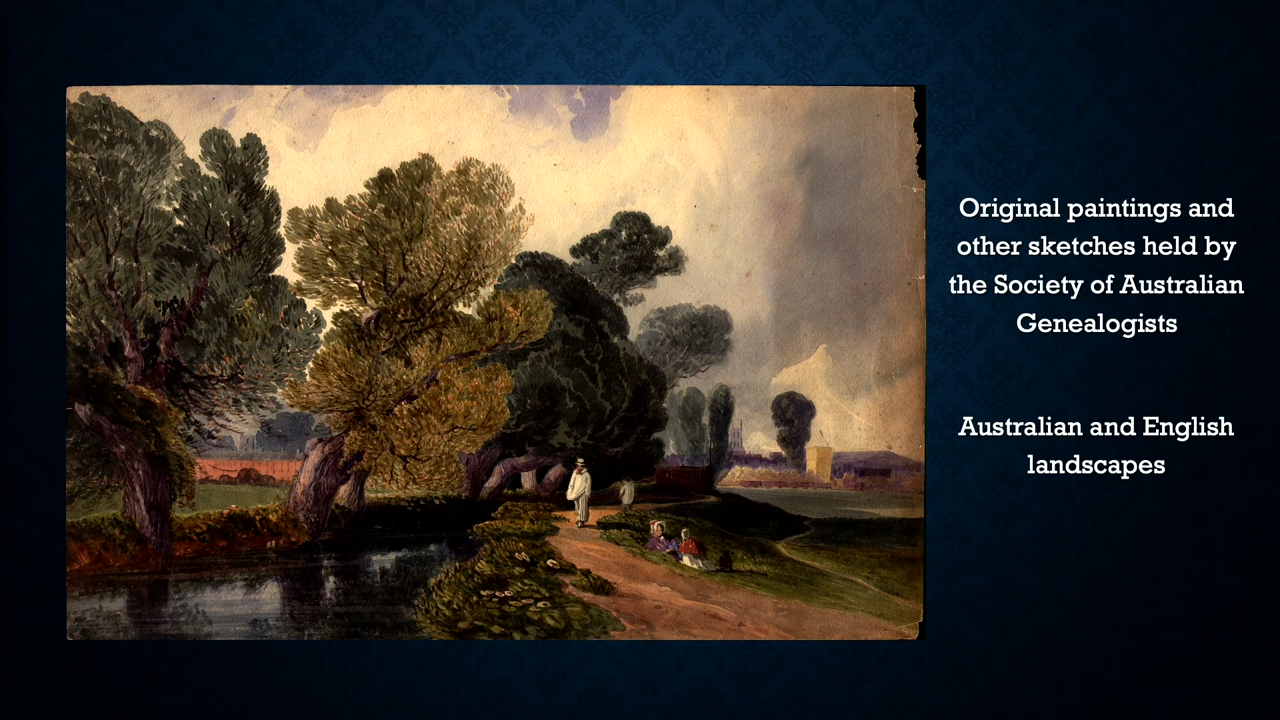 Original paintings and
other sketches held by
the Society of Australian
Genealogists
Australian and English
landscapes